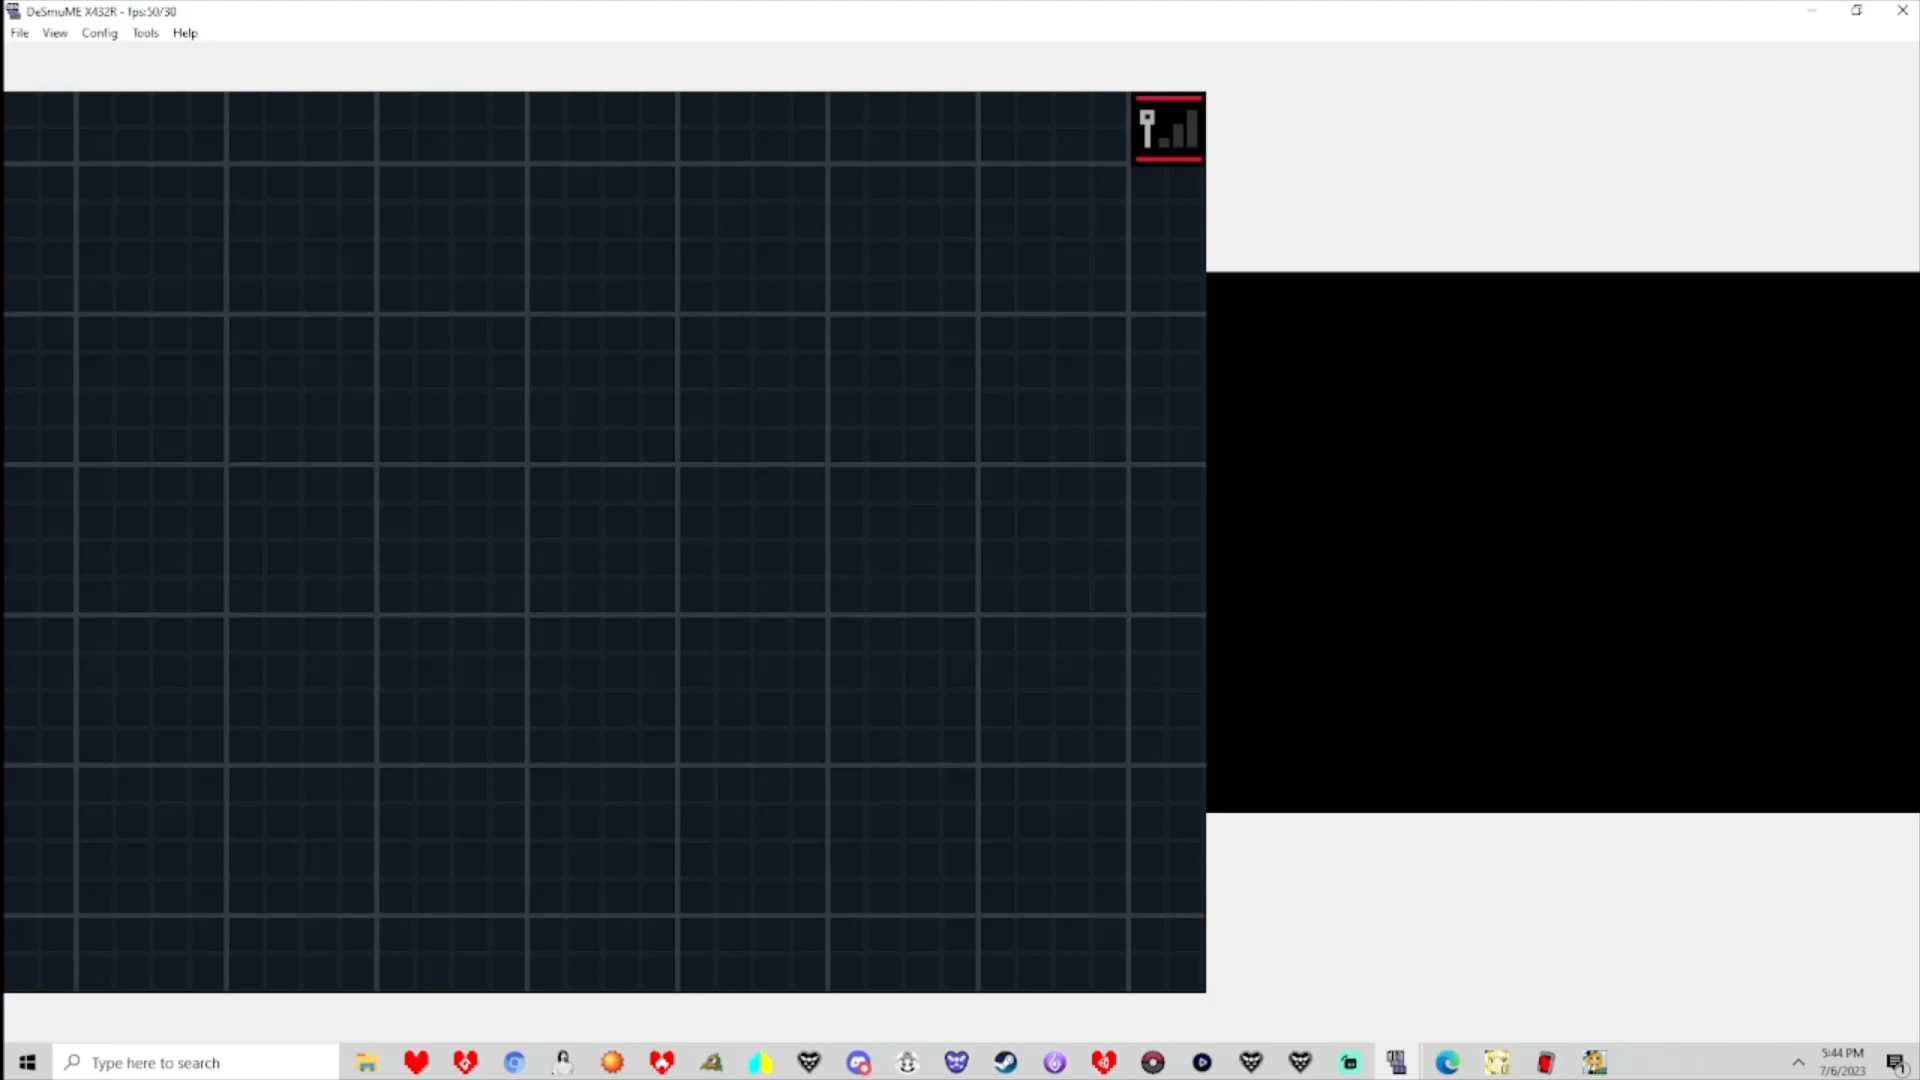 DeSmuME X432R - fps:50/30
File View Config Tools Help
Type here to search
5:44 PM
7/6/2023
1